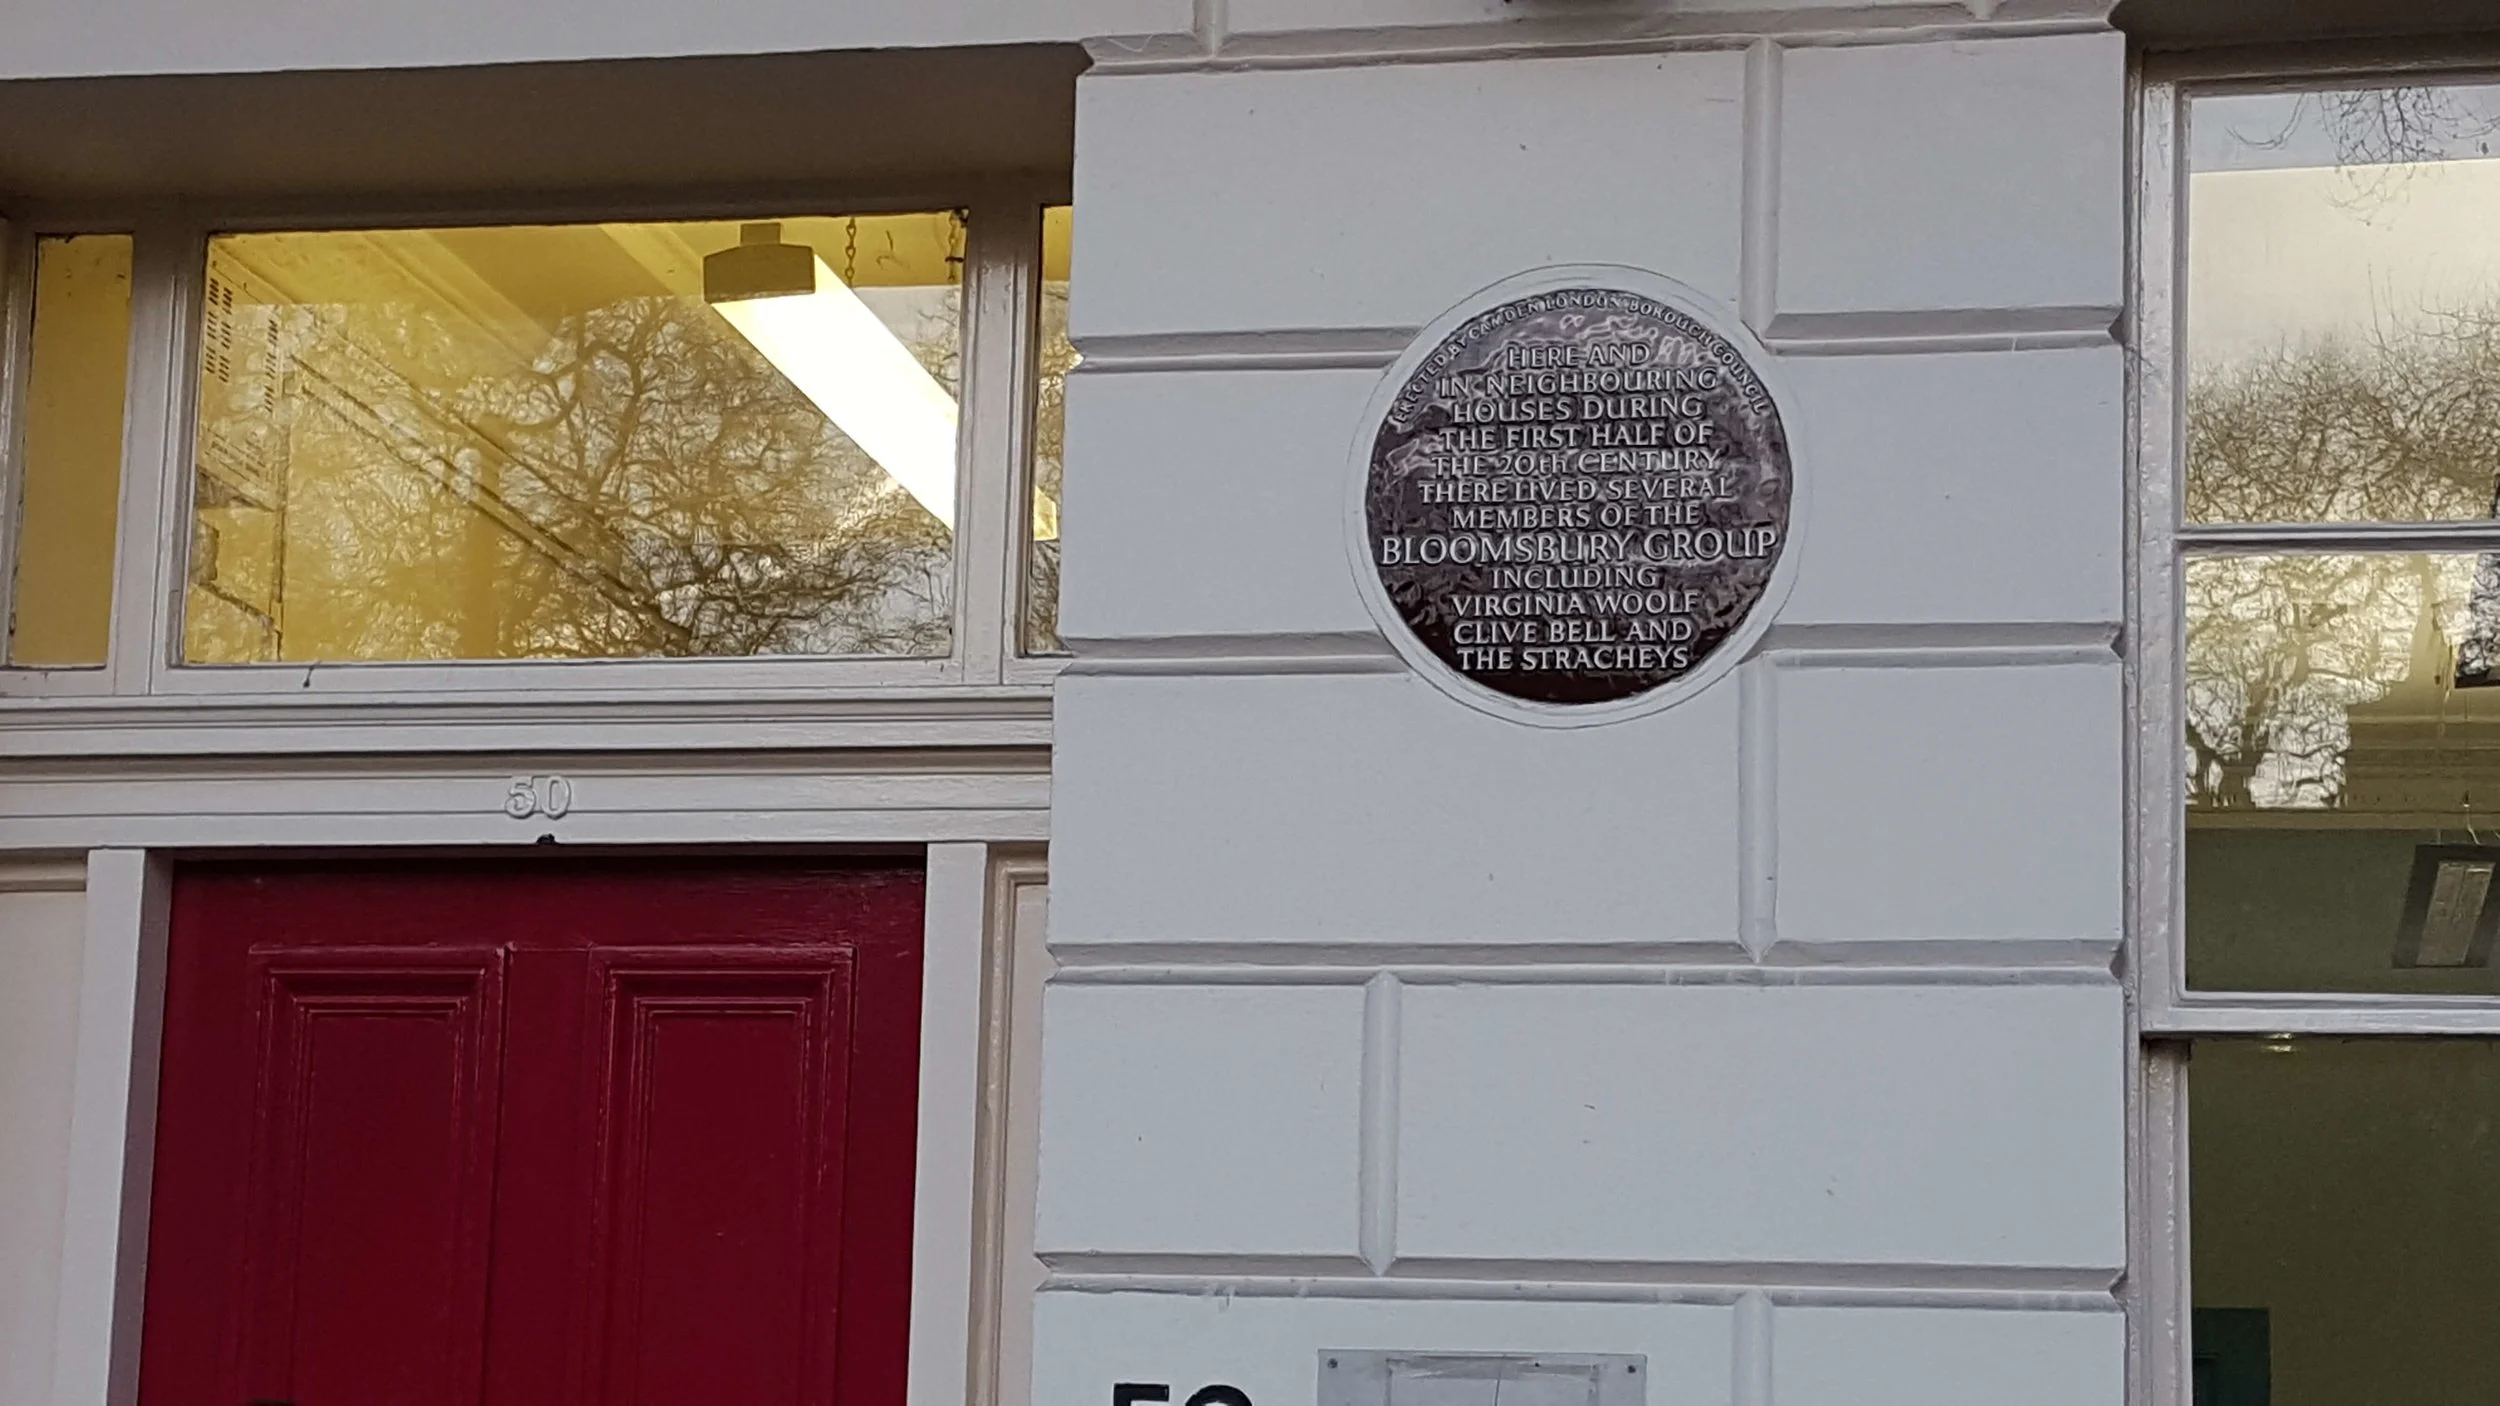 ERECTED BY CAMDEN LONDON BOROUGH COUNCIL
HERE AND
IN NEIGHBOURING
HOUSES DURING
THE FIRST HALF OF
THE 20th CENTURY
THERE LIVED SEVERAL
MEMBERS OF THE
BLOOMSBURY GROUP
INCLUDING
VIRGINIA WOOLF
CLIVE BELL AND
THE STRACHEYS
50